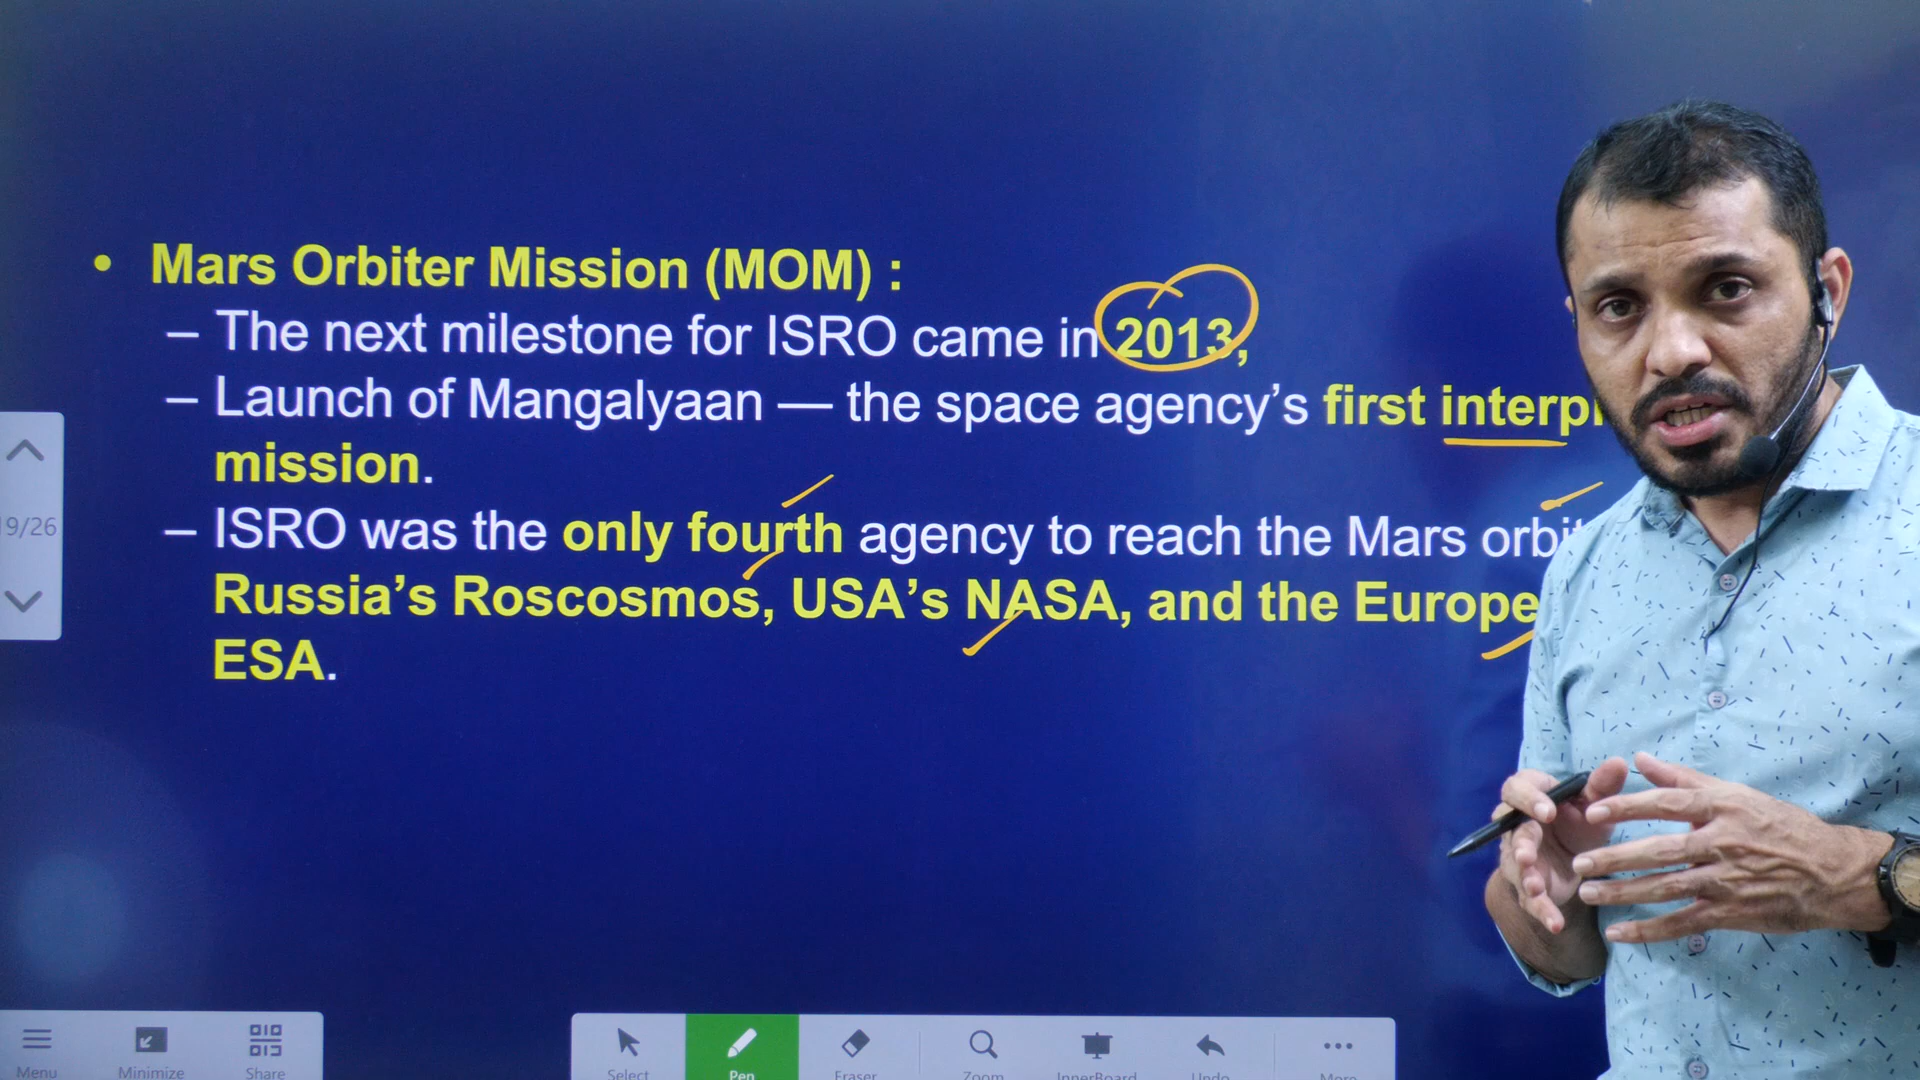 • Mars Orbiter Mission (MOM) :
– The next milestone for ISRO came in 2013,
– Launch of Mangalyaan — the space agency’s first
mission.
– ISRO was the only fourth agency to reach the Mars
Russia’s Roscosmos, USA’s NASA, and the
ESA.
19/26
Menu
Minimize
Share
Select
Pen
Eraser
Zoom
InnerBoard
Undo
More